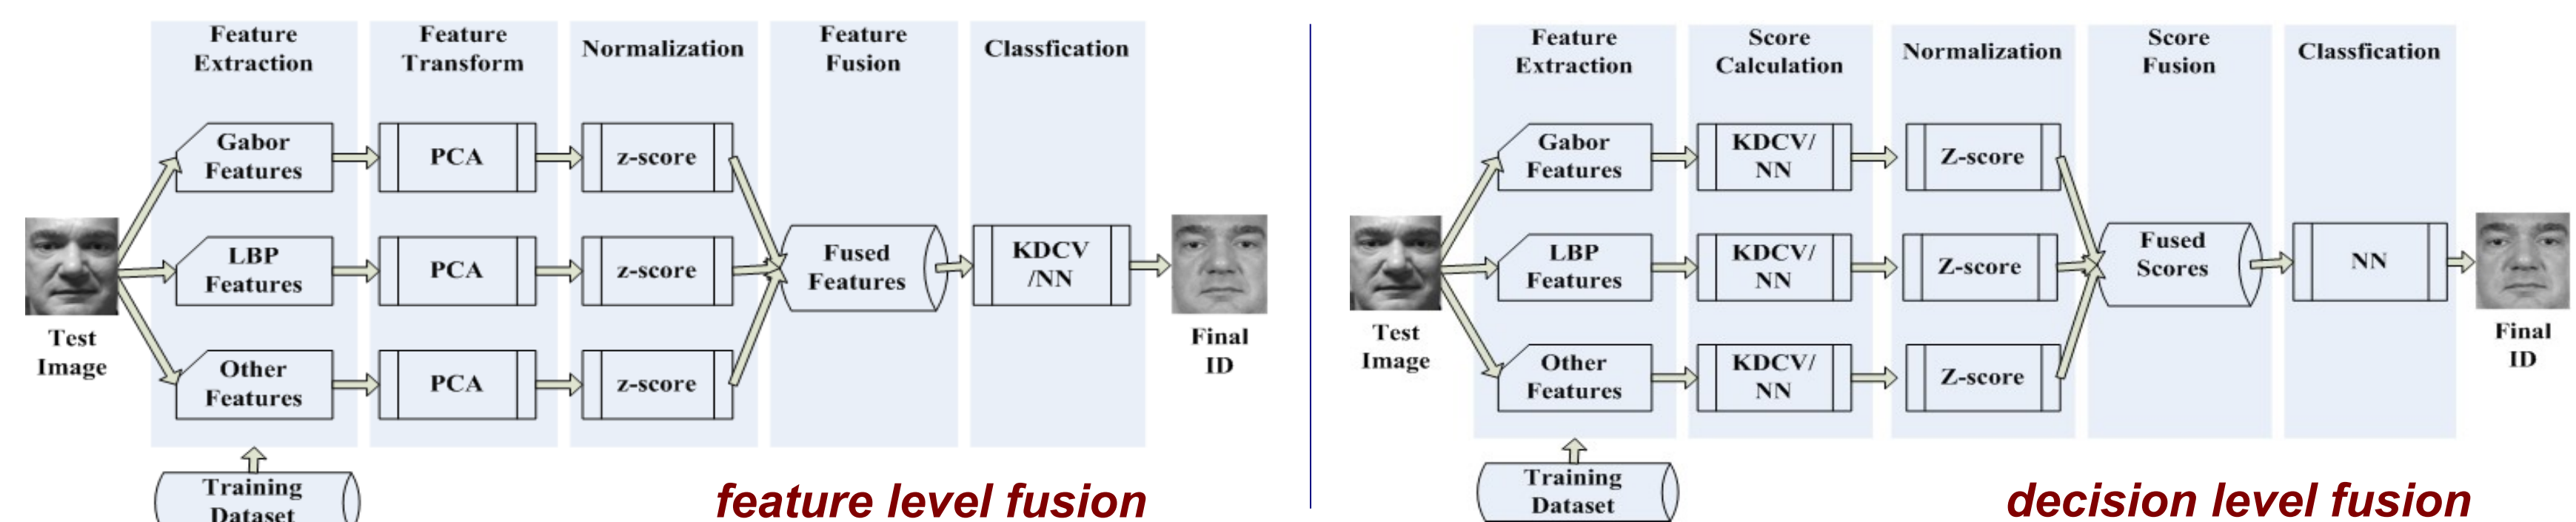 Feature
Extraction
Feature
Transform
Normalization
Feature
Fusion
Classfication
Gabor
Features
PCA
z-score
LBP
Features
PCA
z-score
Other
Features
PCA
z-score
Fused
Features
KDCV
/NN
Test
Image
Final
ID
Training
Dataset
feature level fusion
Feature
Extraction
Score
Calculation
Normalization
Score
Fusion
Classfication
Gabor
Features
KDCV/
NN
Z-score
LBP
Features
KDCV/
NN
Z-score
Other
Features
KDCV/
NN
Z-score
Fused
Scores
NN
Test
Image
Final
ID
Training
Dataset
decision level fusion